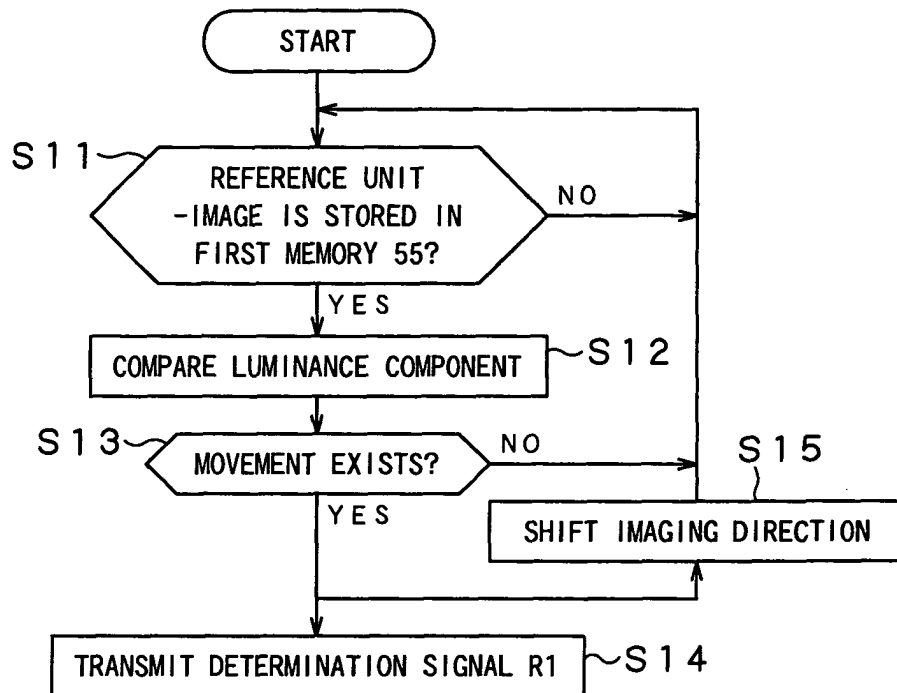 START
S11
REFERENCE UNIT
-IMAGE IS STORED IN
FIRST MEMORY 55?
NO
YES
COMPARE LUMINANCE COMPONENT
S12
S13
MOVEMENT EXISTS?
NO
YES
S15
SHIFT IMAGING DIRECTION
TRANSMIT DETERMINATION SIGNAL R1
S14